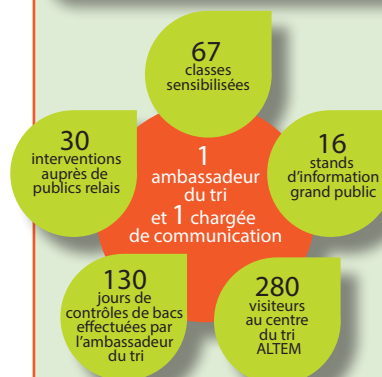 67
classes
sensibilisées
30
interventions
auprès de
publics relais
1
ambassadeur
du tri
et 1 chargée
de communication
16
stands
d'information
grand public
130
jours de
contrôles de bacs
effectuées par
l'ambassadeur
du tri
280
visiteurs
au centre
du tri
ALTEM